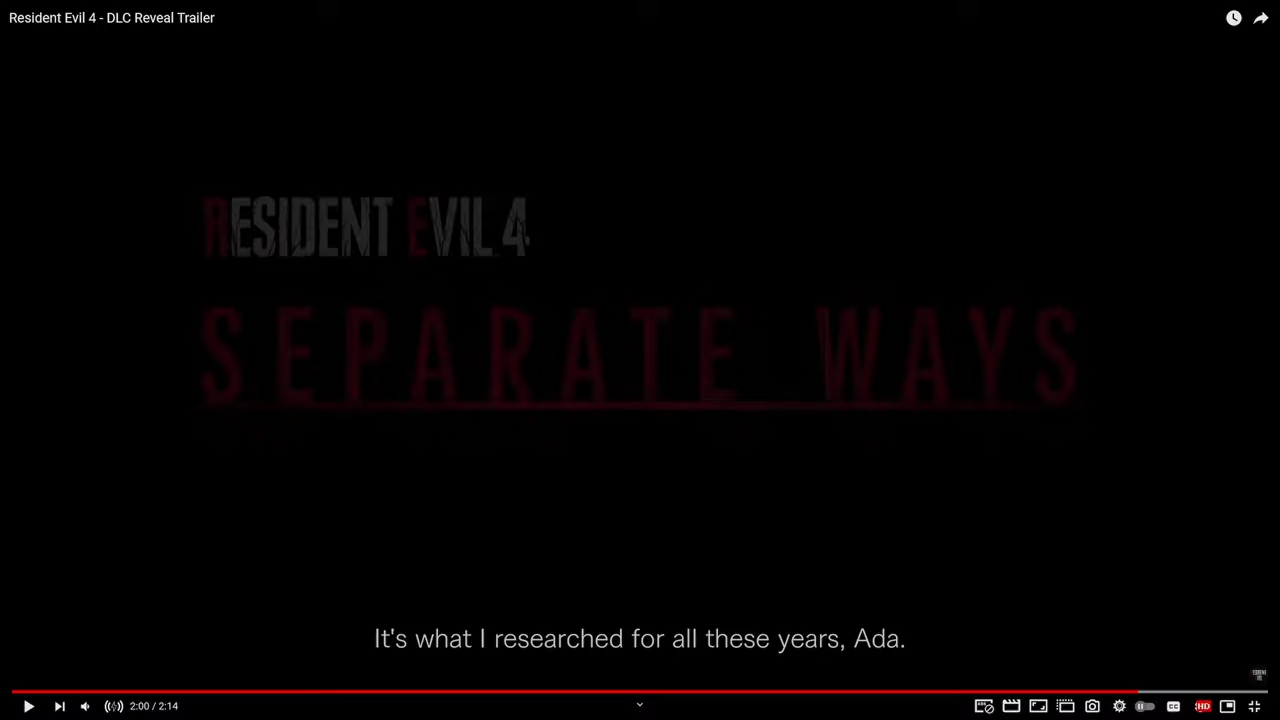 Resident Evil 4 - DLC Reveal Trailer
RESIDENT EVIL 4
SEPARATE WAYS
It's what I researched for all these years, Ada.
2:00 / 2:14
HD